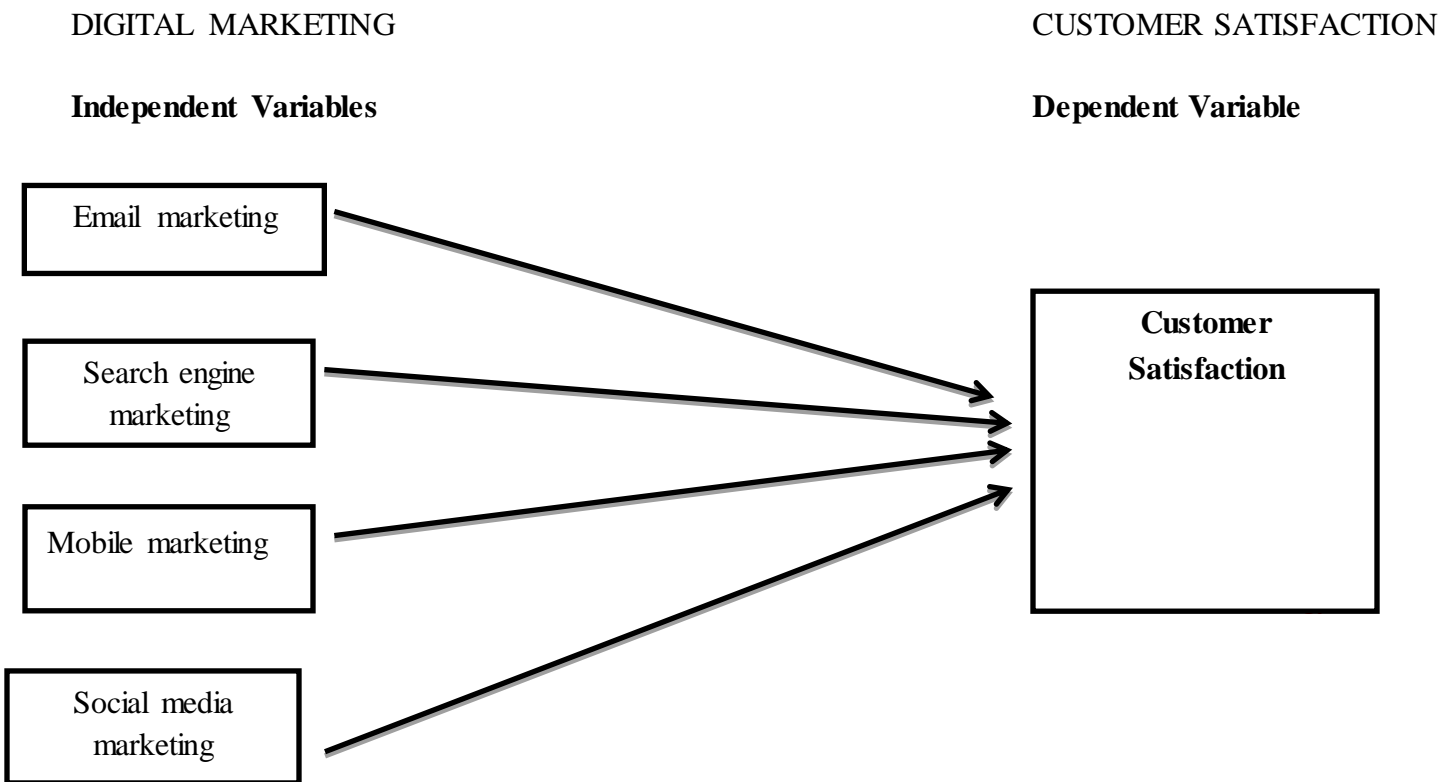 DIGITAL MARKETING
CUSTOMER SATISFACTION
Independent Variables
Dependent Variable
Email marketing
Search engine
marketing
Mobile marketing
Social media
marketing
Customer
Satisfaction